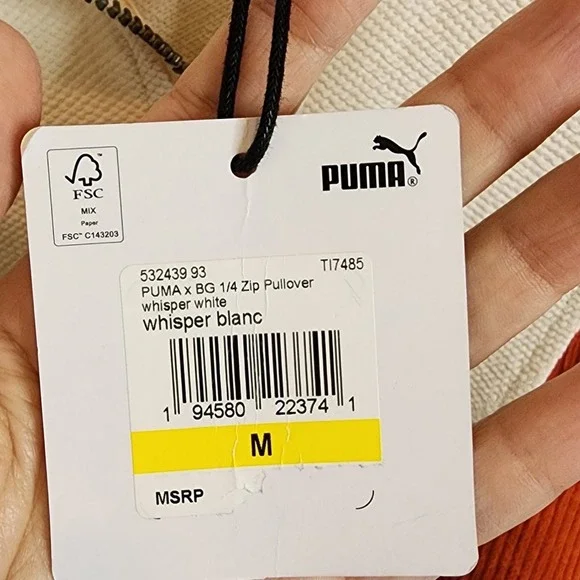 FSC
MIX
Paper
FSC™ C143203
PUMA®
532439 93 TI7485
PUMA x BG 1/4 Zip Pullover
whisper white
whisper blanc
1 94580 22374 1
M
MSRP